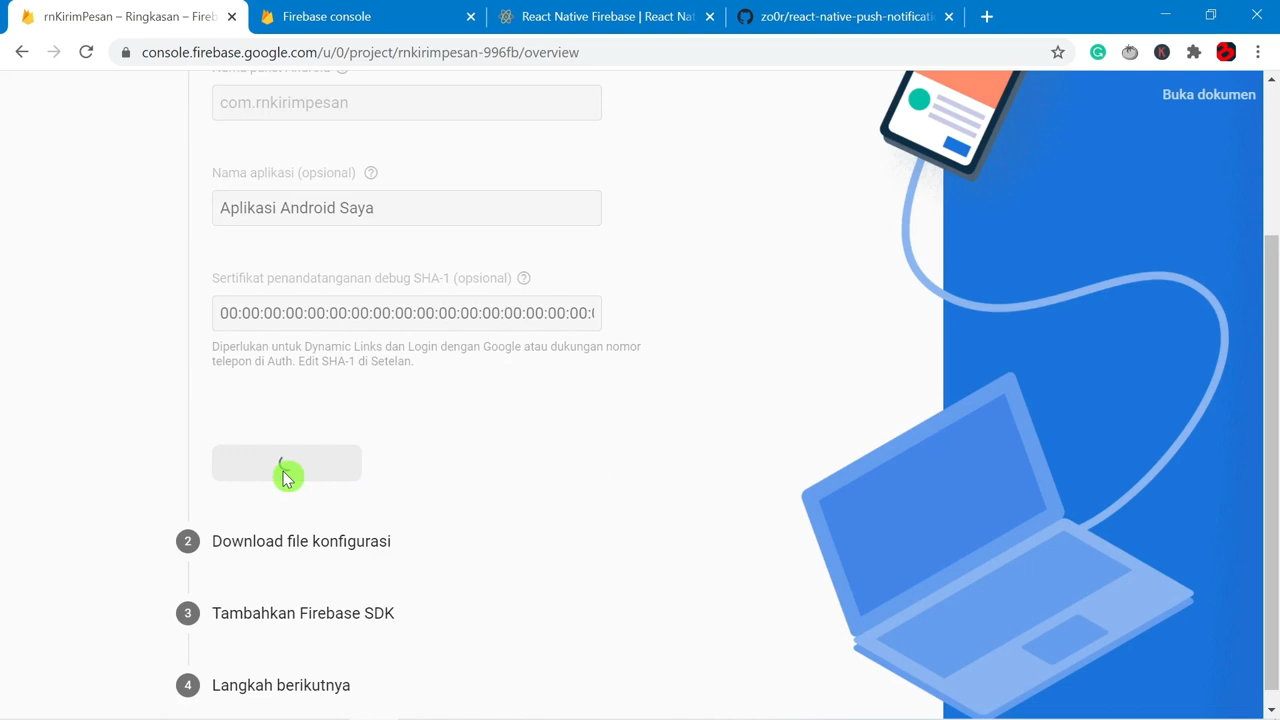 rnKirimPesan – Ringkasan – Fireb
Firebase console
React Native Firebase | React Nat
zo0r/react-native-push-notificati
console.firebase.google.com/u/0/project/rnkirimpesan-996fb/overview
Buka dokumen
Nama paket Android
com.rnkirimpesan
Nama aplikasi (opsional)
Aplikasi Android Saya
Sertifikat penandatanganan debug SHA-1 (opsional)
00:00:00:00:00:00:00:00:00:00:00:00:00:00:00:00:00:
Diperlukan untuk Dynamic Links dan Login dengan Google atau dukungan nomor
telepon di Auth. Edit SHA-1 di Setelan.
2 Download file konfigurasi
3 Tambahkan Firebase SDK
4 Langkah berikutnya